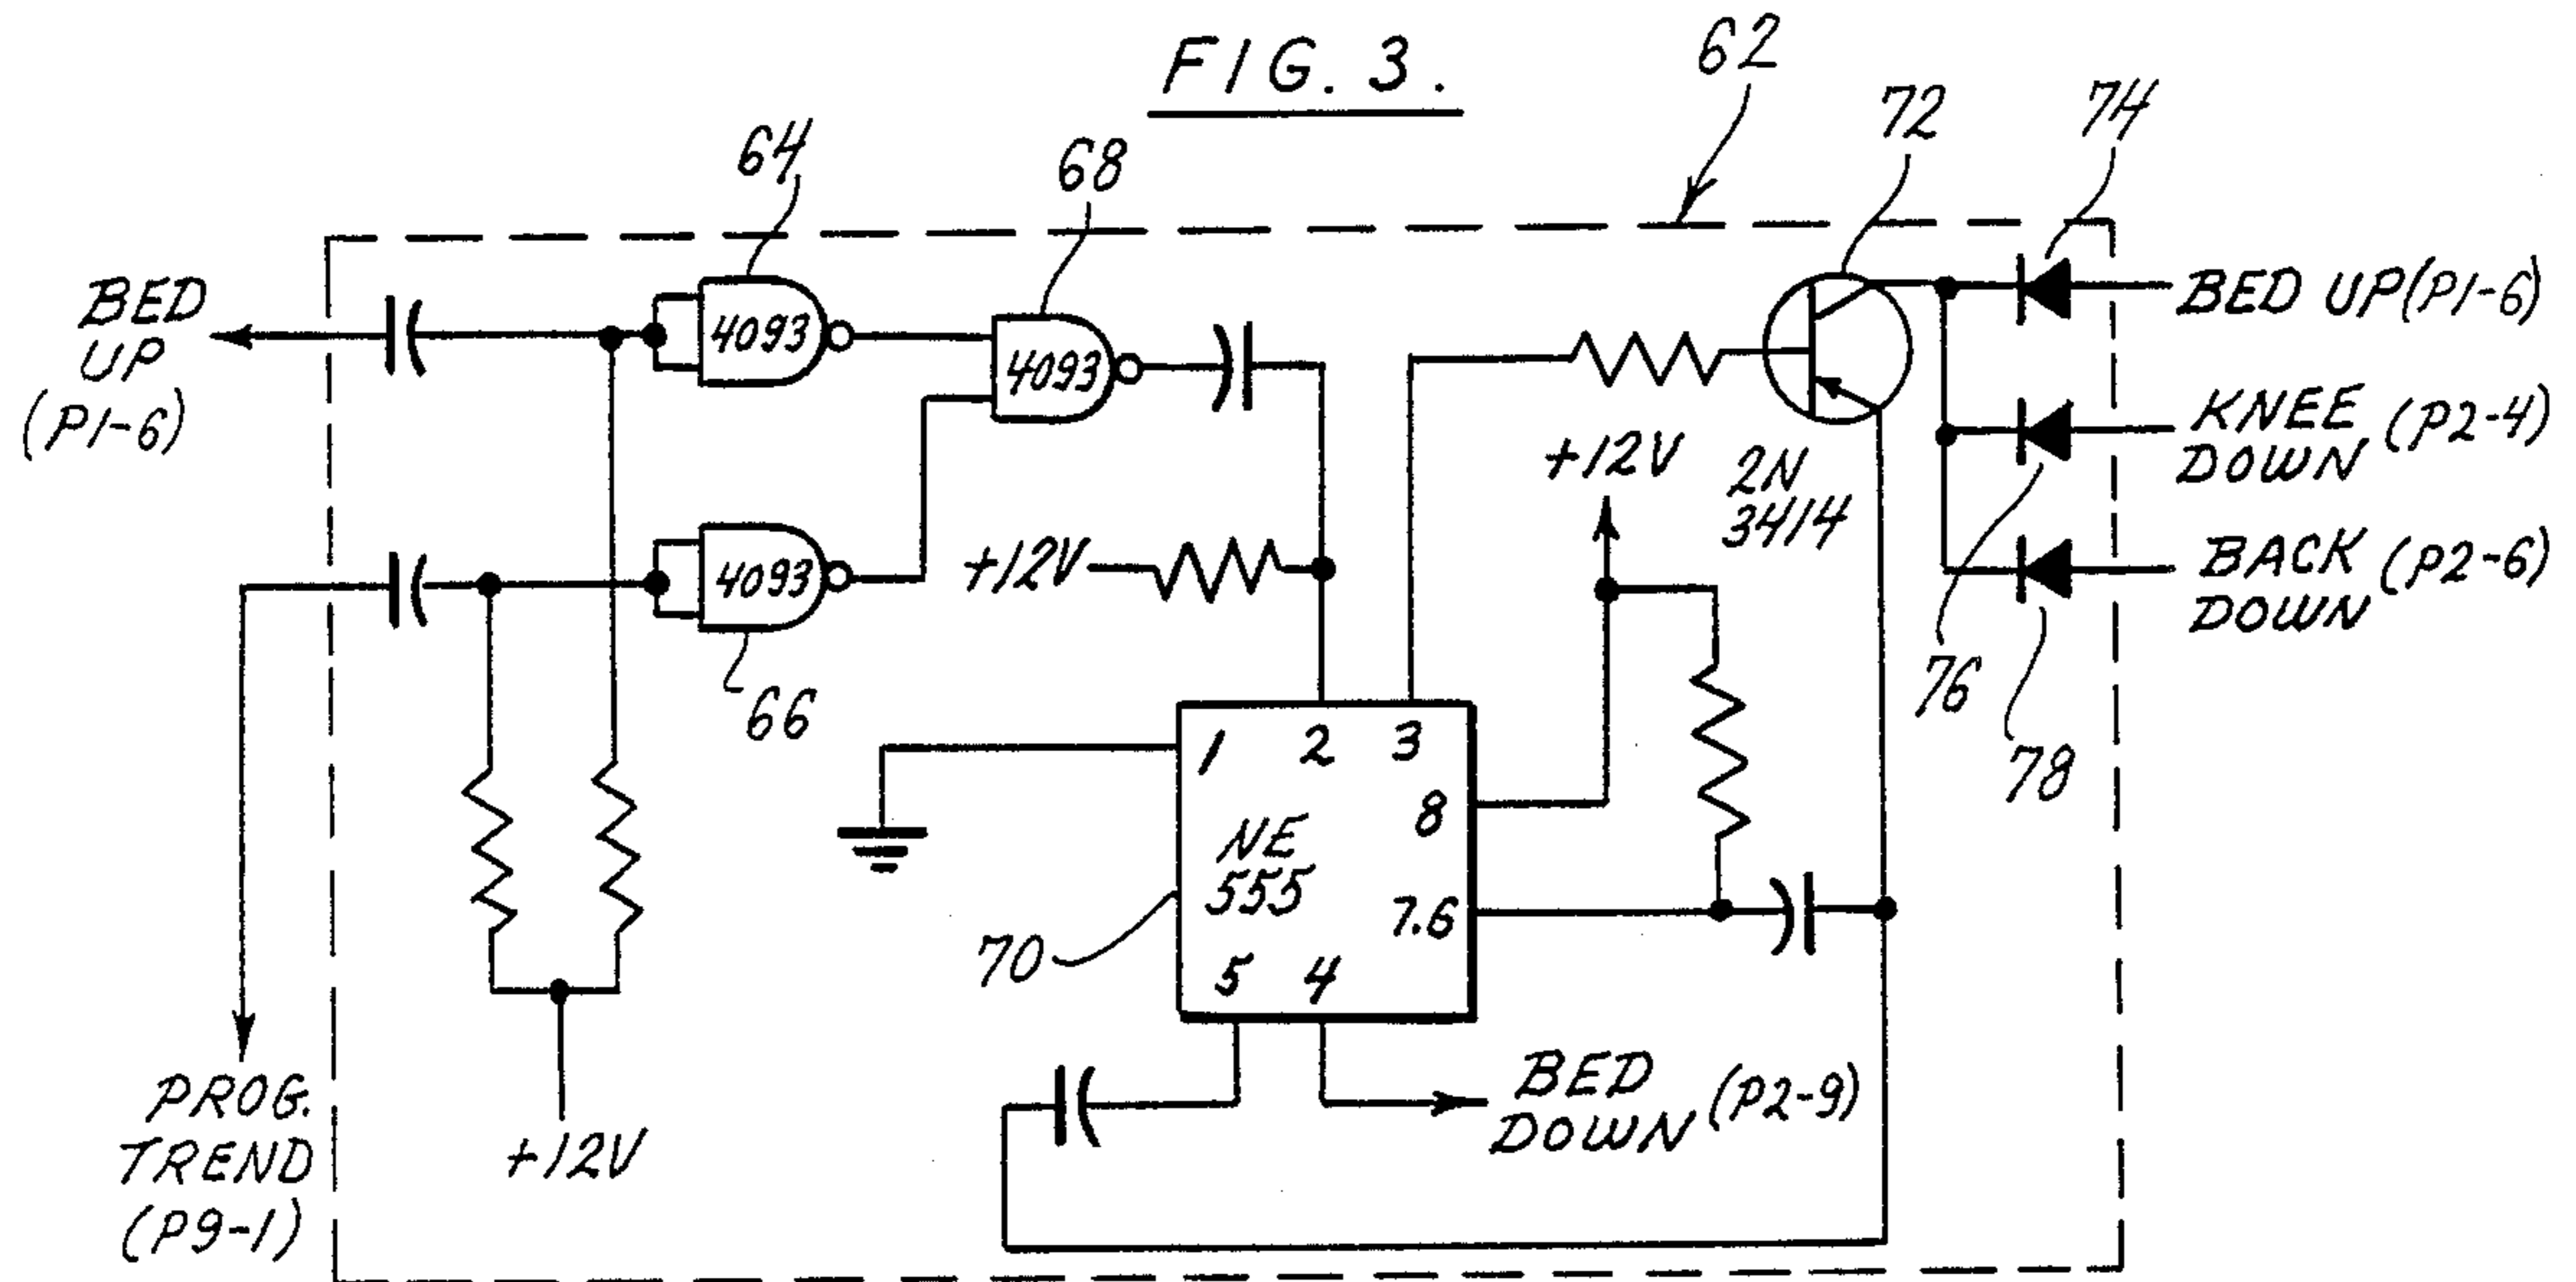 FIG. 3.
62
72
74
64
68
BED
UP
(P1-6)
4093
4093
4093
66
+12V
+12V
2N
3414
BED UP(P1-6)
KNEE
DOWN (P2-4)
BACK
DOWN (P2-6)
76
78
1 2 3
8
NE
555
7.6
5 4
70
BED
DOWN (P2-9)
PROG.
TREND
(P9-1)
+12V